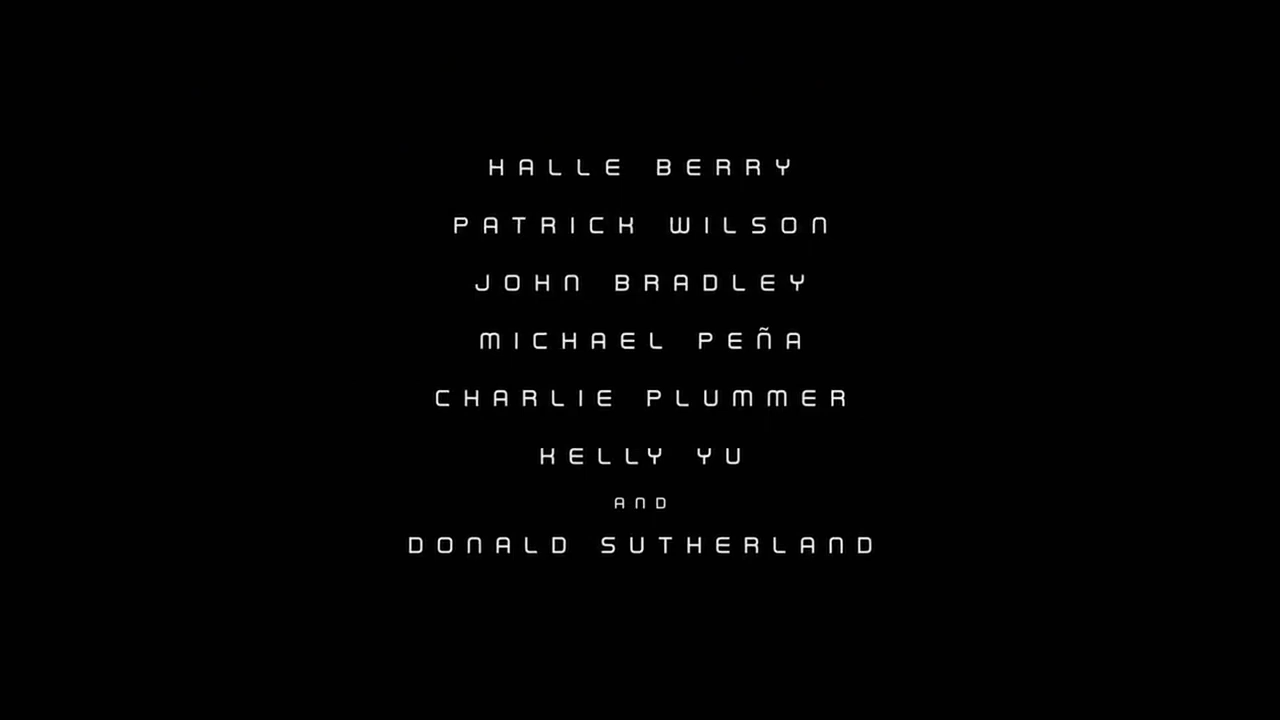 HALLE BERRY
PATRICK WILSON
JOHN BRADLEY
MICHAEL PEÑA
CHARLIE PLUMMER
KELLY YU
AND
DONALD SUTHERLAND